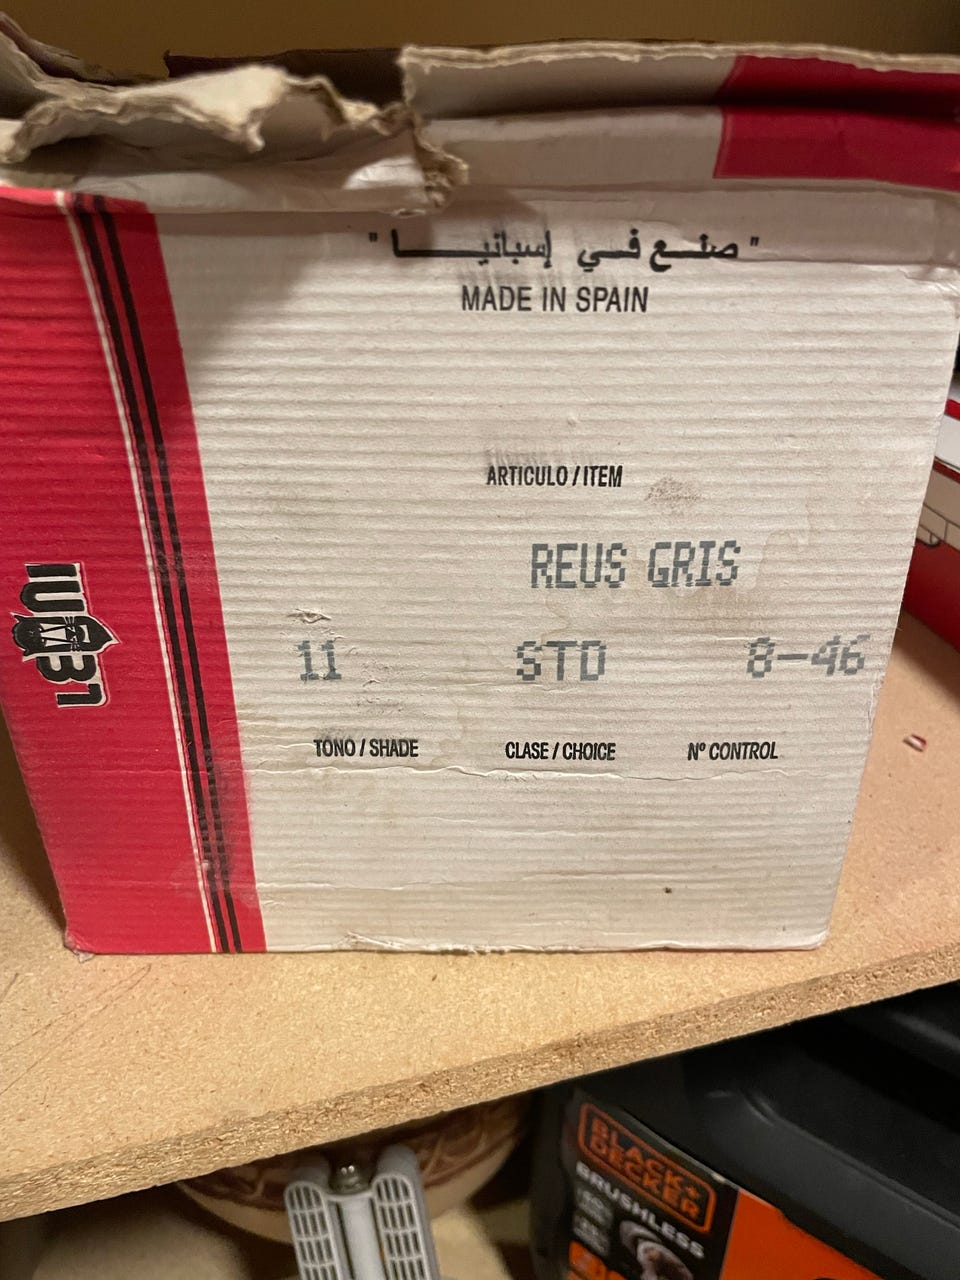 " صنع في إسبانيا "
MADE IN SPAIN
ARTICULO / ITEM
REUS GRIS
11 STD 8-46
TONO / SHADE CLASE / CHOICE Nº CONTROL
BLACK+
DECKER
BRUSHLESS